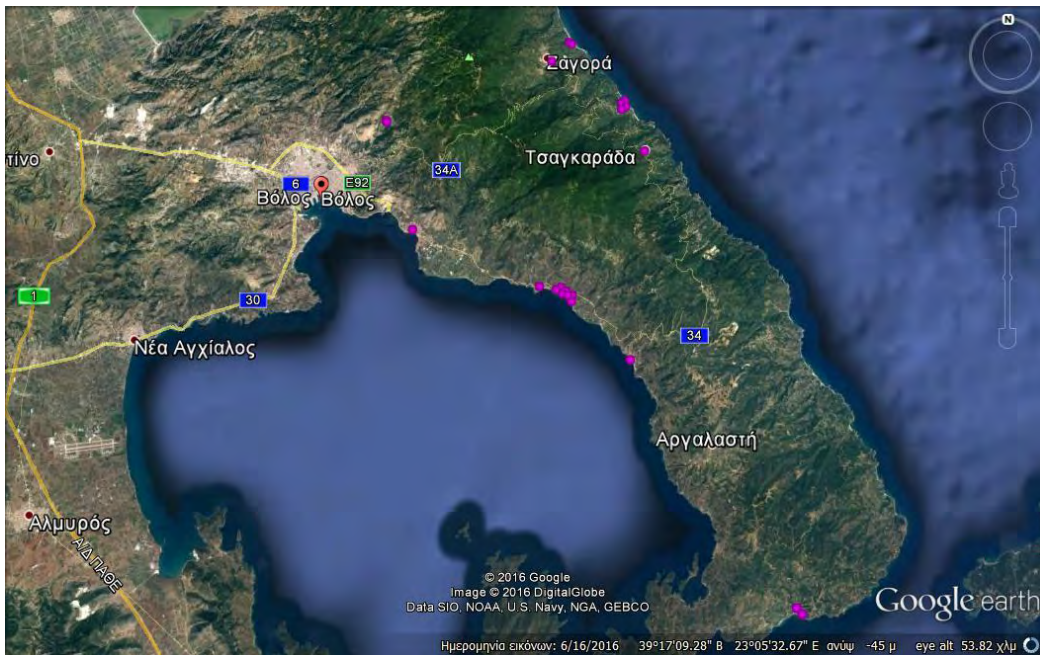 N
Ζαγορά
Τσαγκαράδα
τίνο
34A
6
E92
Βόλος
Βόλος
1
30
Νέα Αγχίαλος
34
Αργαλαστή
Αλμυρός
Α/Δ ΠΑΘΕ
© 2016 Google
Image © 2016 DigitalGlobe
Data SIO, NOAA, U.S. Navy, NGA, GEBCO
Google earth
Ημερομηνία εικόνων: 6/16/2016 39°17'09.28" Β 23°05'32.67" Ε ανύψ -45 μ eye alt 53.82 χλμ